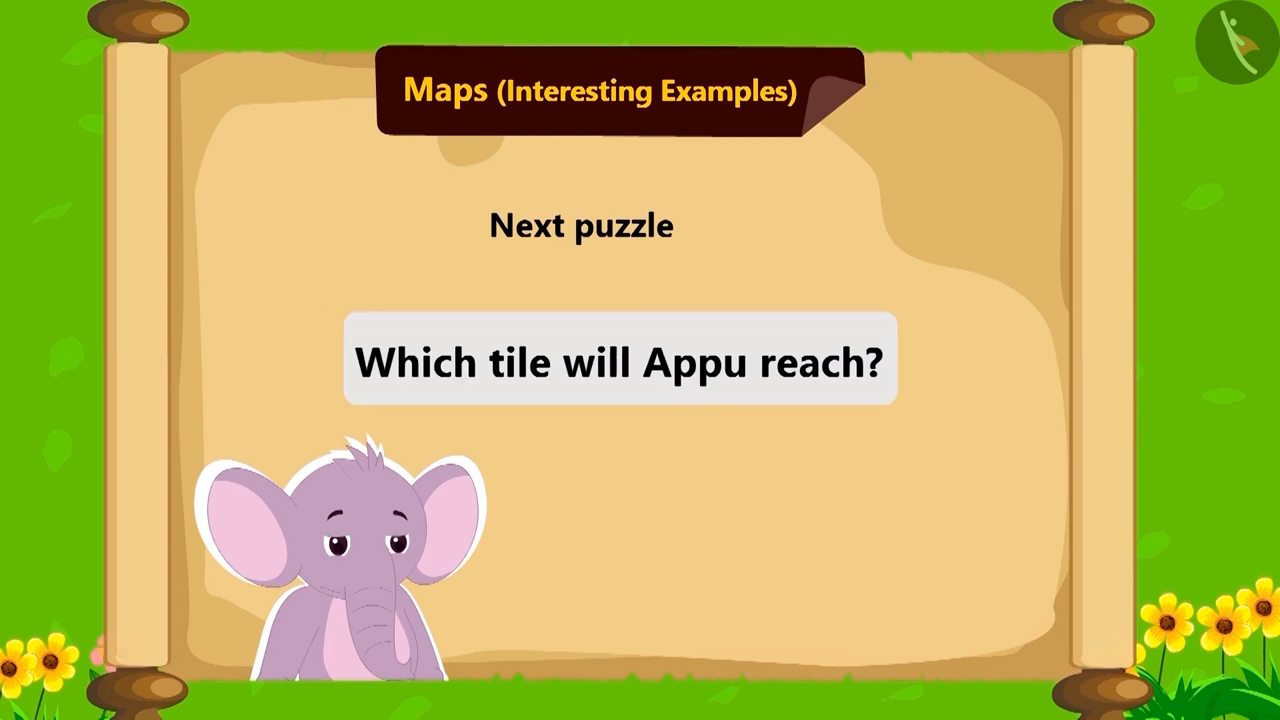 Maps (Interesting Examples)
Next puzzle
Which tile will Appu reach?